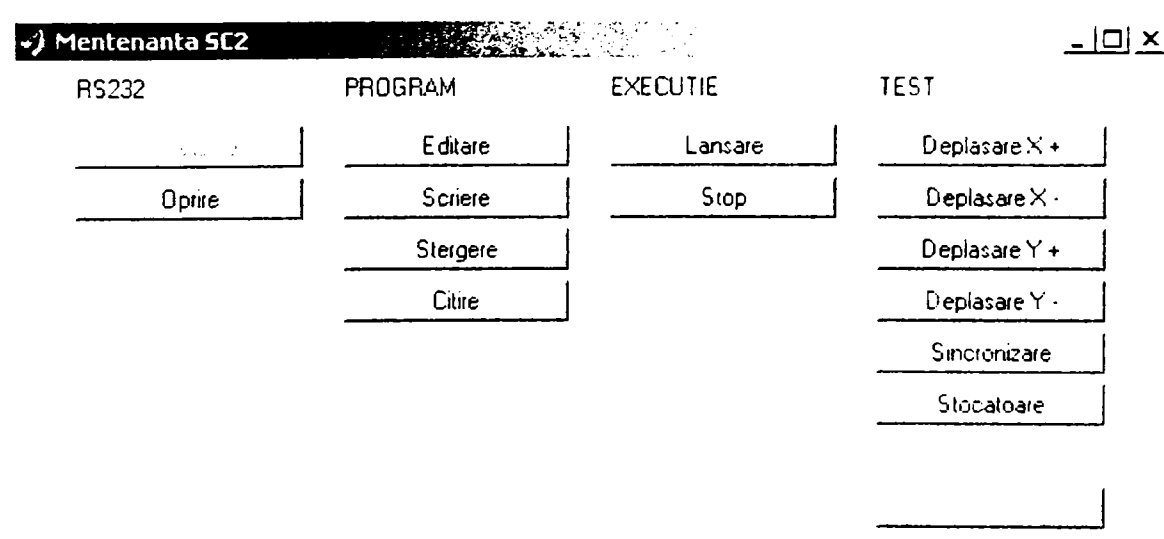 Mentenanta SC2
RS232 PROGRAM EXECUTIE TEST
Editare Lansare Deplasare X +
Oprire Scriere Stop Deplasare X -
Stergere Deplasare Y +
Citire Deplasare Y -
Sincronizare
Stocatoare